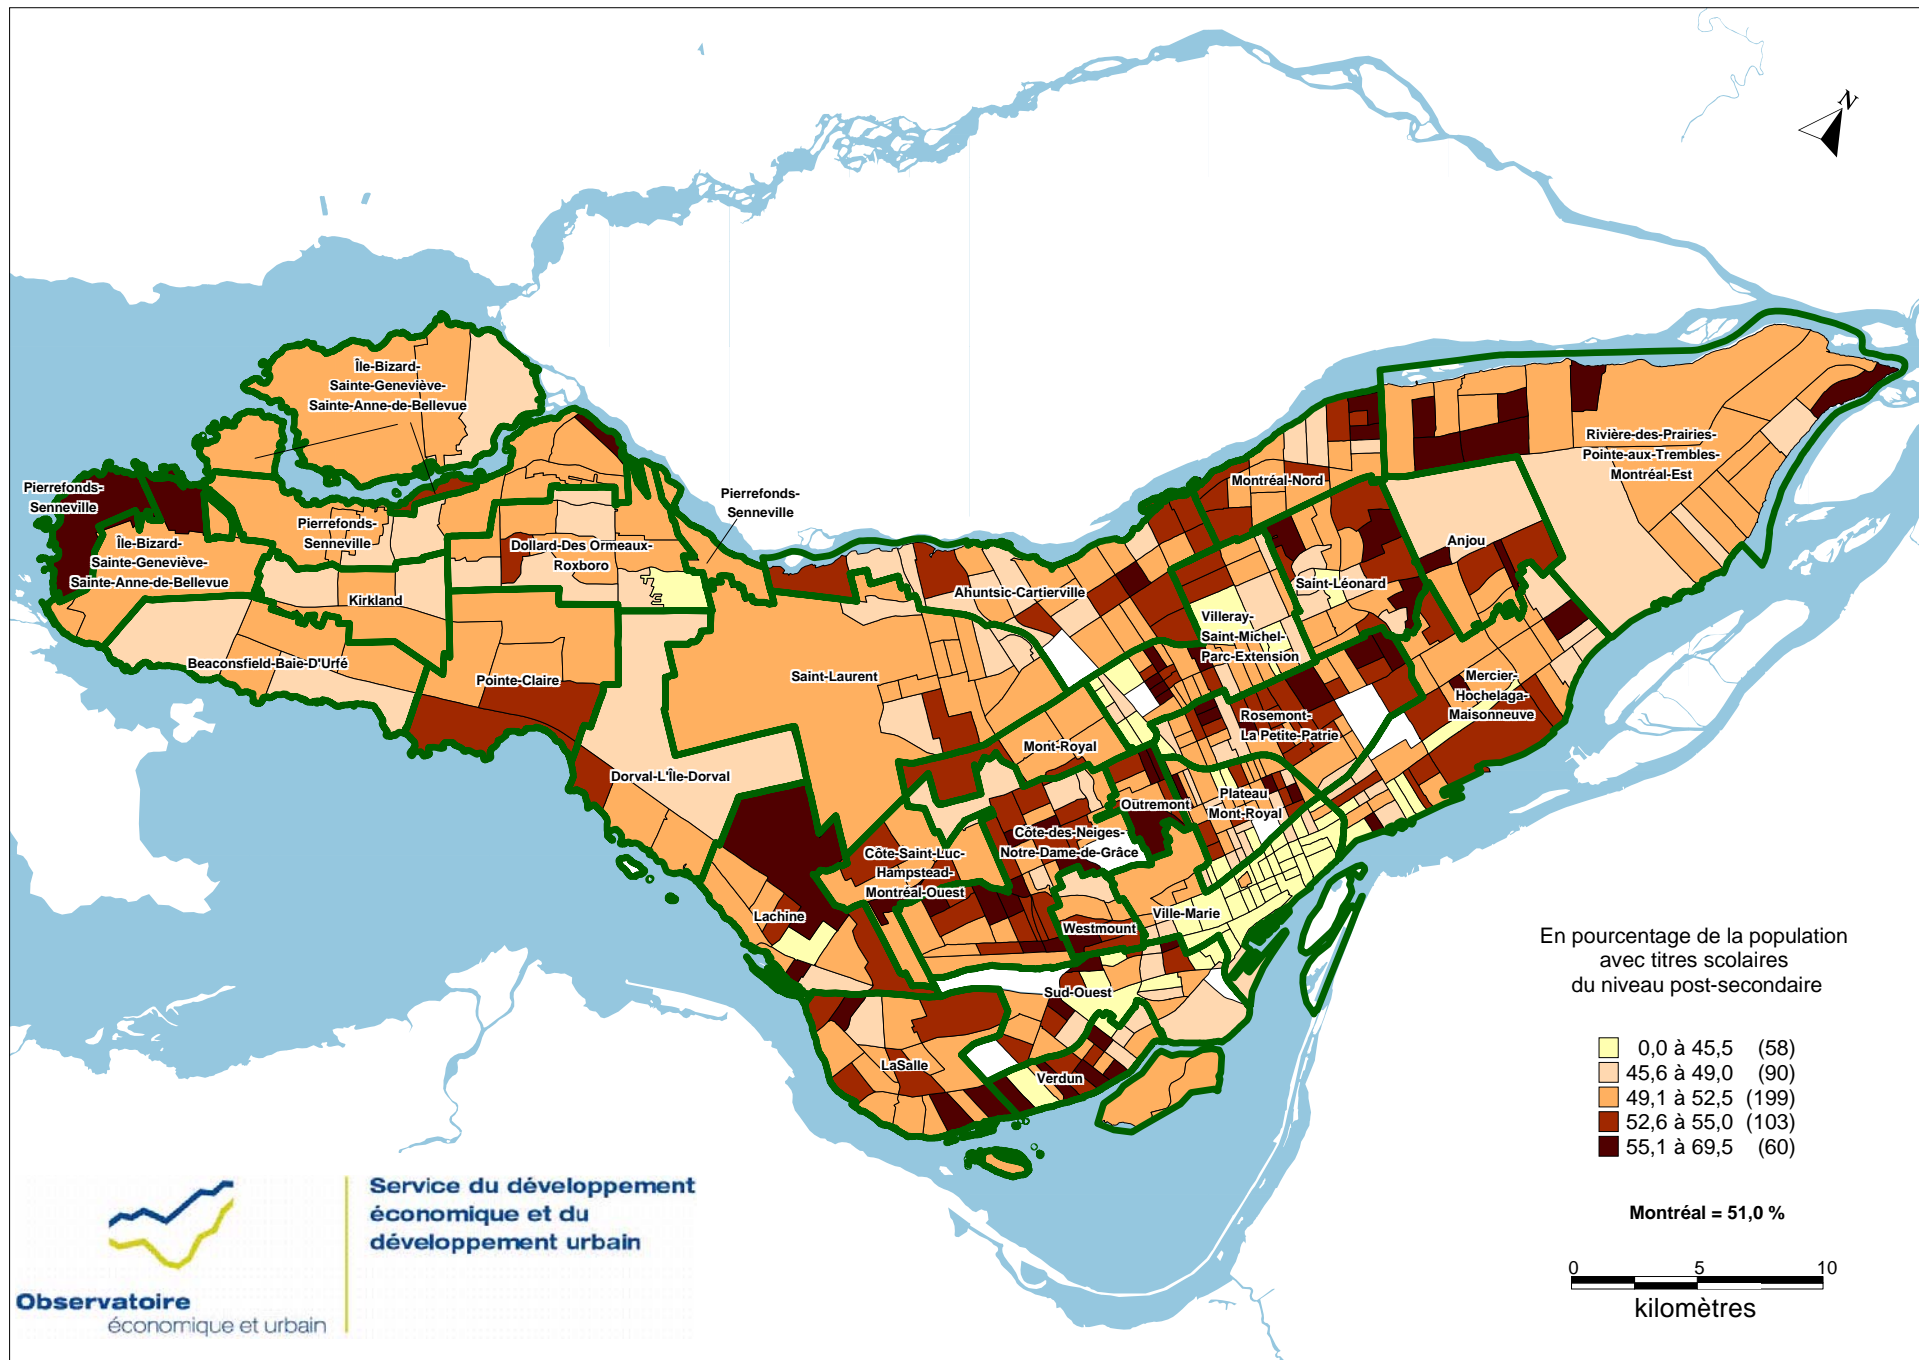 N
Île-Bizard-
Sainte-Geneviève-
Sainte-Anne-de-Bellevue
Pierrefonds-
Senneville
Île-Bizard-
Sainte-Geneviève-
Sainte-Anne-de-Bellevue
Pierrefonds-
Senneville
Pierrefonds-
Senneville
Dollard-Des Ormeaux-
Roxboro
Kirkland
Beaconsfield-Baie-D'Urfé
Pointe-Claire
Dorval-L'Île-Dorval
Saint-Laurent
Ahuntsic-Cartierville
Montréal-Nord
Rivière-des-Prairies-
Pointe-aux-Trembles-
Montréal-Est
Anjou
Saint-Léonard
Villeray-
Saint-Michel-
Parc-Extension
Mercier-
Hochelaga-
Maisonneuve
Rosemont-
La Petite-Patrie
Mont-Royal
Outremont
Plateau
Mont-Royal
Côte-des-Neiges-
Notre-Dame-de-Grâce
Côte-Saint-Luc-
Hampstead-
Montréal-Ouest
Lachine
Westmount
Ville-Marie
Sud-Ouest
LaSalle
Verdun
En pourcentage de la population
avec titres scolaires
du niveau post-secondaire
0,0 à 45,5 (58)
45,6 à 49,0 (90)
49,1 à 52,5 (199)
52,6 à 55,0 (103)
55,1 à 69,5 (60)
Montréal = 51,0 %
0 5 10
kilomètres
Service du développement
économique et du
développement urbain
Observatoire
économique et urbain